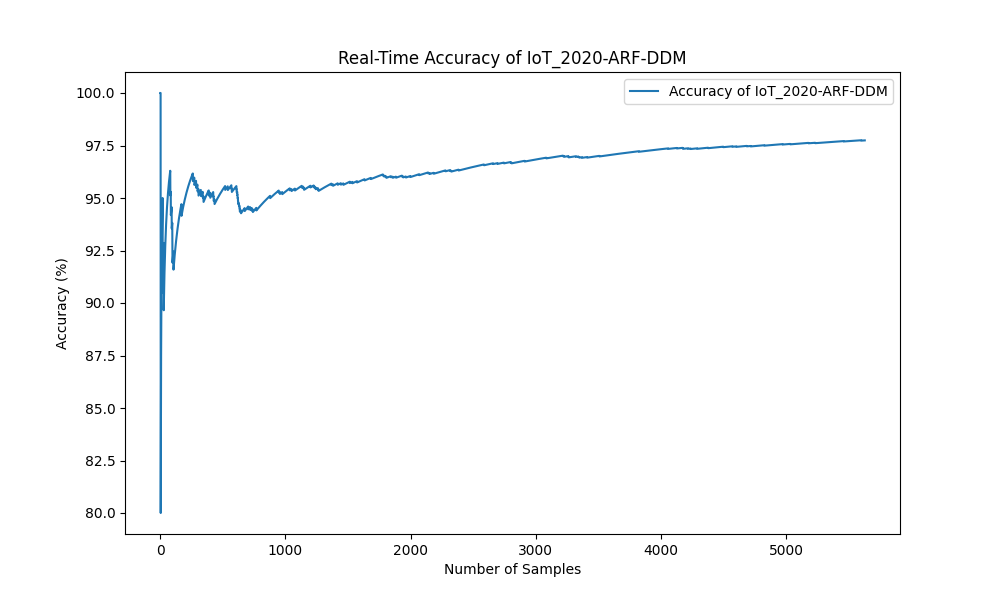 Real-Time Accuracy of IoT_2020-ARF-DDM
Accuracy of IoT_2020-ARF-DDM
Accuracy (%)
100.0
97.5
95.0
92.5
90.0
87.5
85.0
82.5
80.0
0 1000 2000 3000 4000 5000
Number of Samples